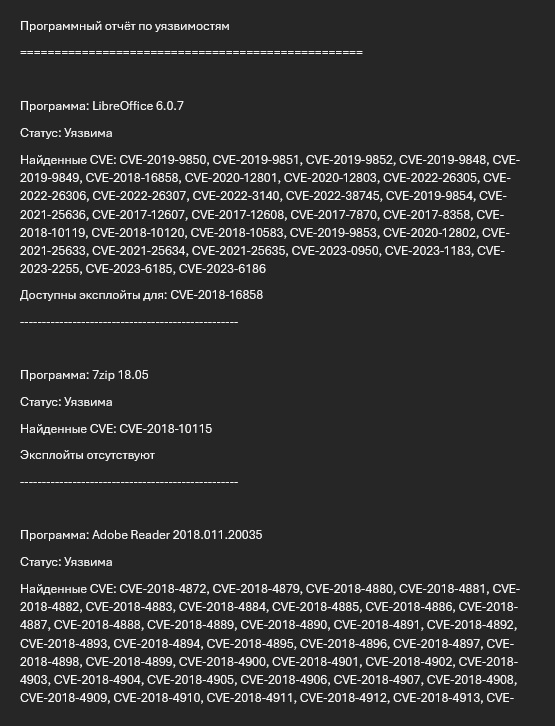 Программный отчёт по уязвимостям
==================================================
Программа: LibreOffice 6.0.7
Статус: Уязвима
Найденные CVE: CVE-2019-9850, CVE-2019-9851, CVE-2019-9852, CVE-2019-9848, CVE-
2019-9849, CVE-2018-16858, CVE-2020-12801, CVE-2020-12803, CVE-2022-26305, CVE-
2022-26306, CVE-2022-26307, CVE-2022-3140, CVE-2022-38745, CVE-2019-9854, CVE-
2021-25636, CVE-2017-12607, CVE-2017-12608, CVE-2017-7870, CVE-2017-8358, CVE-
2018-10119, CVE-2018-10120, CVE-2018-10583, CVE-2019-9853, CVE-2020-12802, CVE-
2021-25633, CVE-2021-25634, CVE-2021-25635, CVE-2023-0950, CVE-2023-1183, CVE-
2023-2255, CVE-2023-6185, CVE-2023-6186
Доступны эксплойты для: CVE-2018-16858
--------------------------------------------------
Программа: 7zip 18.05
Статус: Уязвима
Найденные CVE: CVE-2018-10115
Эксплойты отсутствуют
--------------------------------------------------
Программа: Adobe Reader 2018.011.20035
Статус: Уязвима
Найденные CVE: CVE-2018-4872, CVE-2018-4879, CVE-2018-4880, CVE-2018-4881, CVE-
2018-4882, CVE-2018-4883, CVE-2018-4884, CVE-2018-4885, CVE-2018-4886, CVE-2018-
4887, CVE-2018-4888, CVE-2018-4889, CVE-2018-4890, CVE-2018-4891, CVE-2018-4892,
CVE-2018-4893, CVE-2018-4894, CVE-2018-4895, CVE-2018-4896, CVE-2018-4897, CVE-
2018-4898, CVE-2018-4899, CVE-2018-4900, CVE-2018-4901, CVE-2018-4902, CVE-2018-
4903, CVE-2018-4904, CVE-2018-4905, CVE-2018-4906, CVE-2018-4907, CVE-2018-4908,
CVE-2018-4909, CVE-2018-4910, CVE-2018-4911, CVE-2018-4912, CVE-2018-4913, CVE-